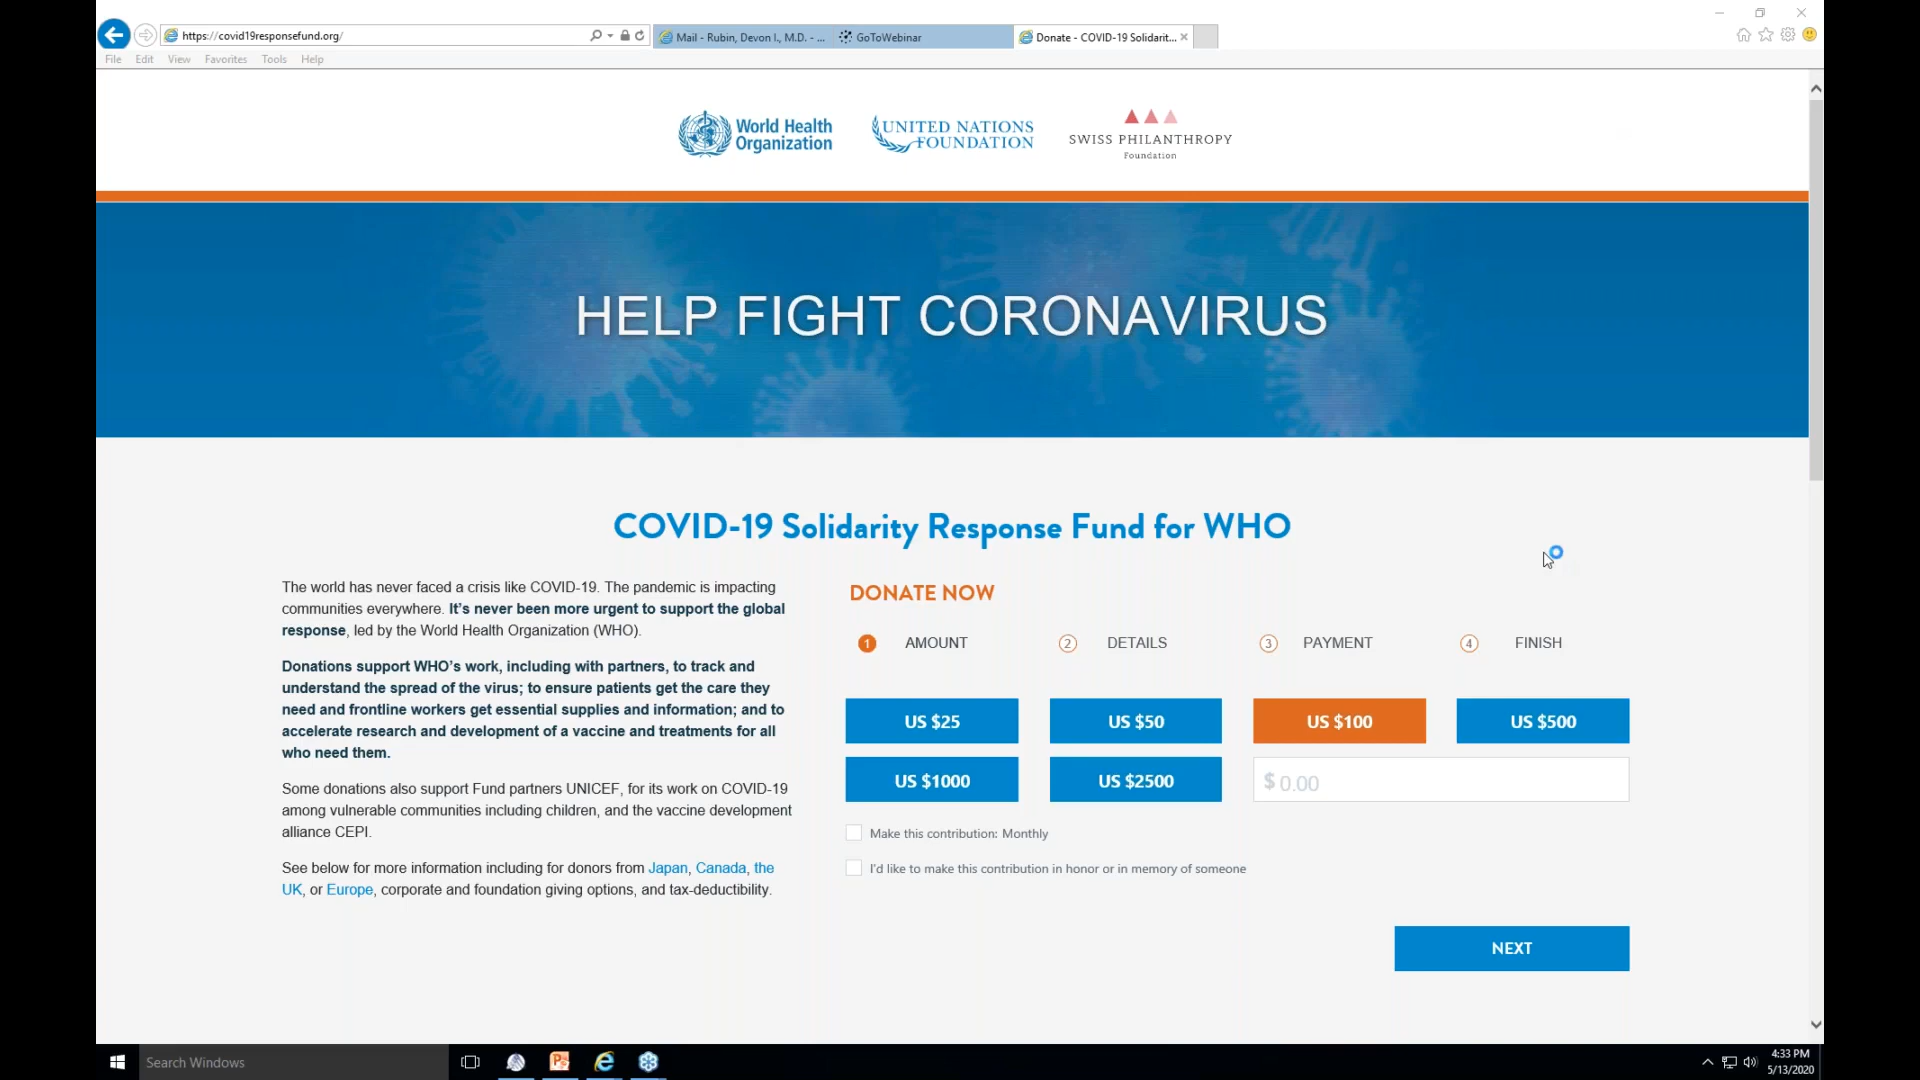 https://covid19responsefund.org/
Mail - Rubin, Devon I., M.D. - ...
GoToWebinar
Donate - COVID-19 Solidarit...
File Edit View Favorites Tools Help
World Health
Organization
UNITED NATIONS
FOUNDATION
SWISS PHILANTHROPY
Foundation
HELP FIGHT CORONAVIRUS
COVID-19 Solidarity Response Fund for WHO
The world has never faced a crisis like COVID-19. The pandemic is impacting
communities everywhere. It's never been more urgent to support the global
response, led by the World Health Organization (WHO).
Donations support WHO's work, including with partners, to track and
understand the spread of the virus; to ensure patients get the care they
need and frontline workers get essential supplies and information; and to
accelerate research and development of a vaccine and treatments for all
who need them.
Some donations also support Fund partners UNICEF, for its work on COVID-19
among vulnerable communities including children, and the vaccine development
alliance CEPI.
See below for more information including for donors from Japan, Canada, the
UK, or Europe, corporate and foundation giving options, and tax-deductibility.
DONATE NOW
1 AMOUNT 2 DETAILS 3 PAYMENT 4 FINISH
US $25 US $50 US $100 US $500
US $1000 US $2500 $ 0.00
Make this contribution: Monthly
I'd like to make this contribution in honor or in memory of someone
NEXT
Search Windows
4:33 PM
5/13/2020